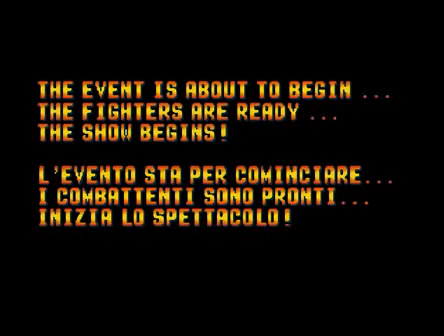 THE EVENT IS ABOUT TO BEGIN ...
THE FIGHTERS ARE READY ...
THE SHOW BEGINS!
L'EVENTO STA PER COMINCIARE...
I COMBATTENTI SONO PRONTI...
INIZIA LO SPETTACOLO!